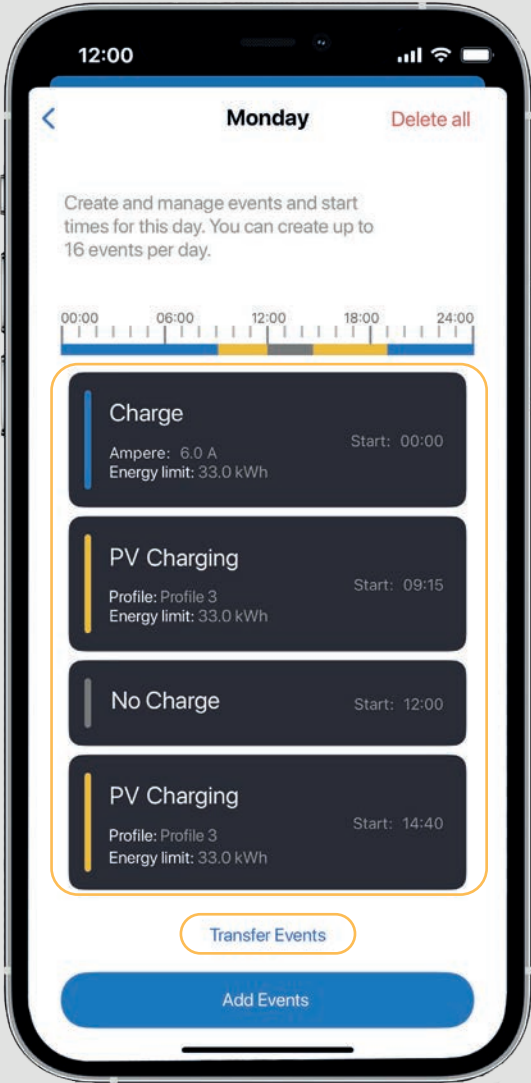 12:00
Monday
Delete all
Create and manage events and start
times for this day. You can create up to
16 events per day.
00:00 06:00 12:00 18:00 24:00
Charge
Start: 00:00
Ampere: 6.0 A
Energy limit: 33.0 kWh
PV Charging
Start: 09:15
Profile: Profile 3
Energy limit: 33.0 kWh
No Charge
Start: 12:00
PV Charging
Start: 14:40
Profile: Profile 3
Energy limit: 33.0 kWh
Transfer Events
Add Events